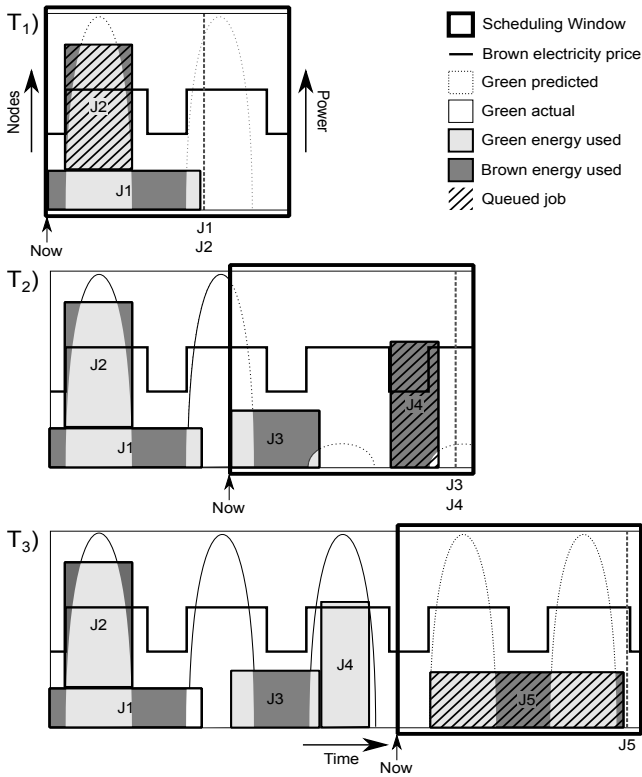 T1)
Nodes
J2
J1
Power
Now
J1
J2
Scheduling Window
Brown electricity price
Green predicted
Green actual
Green energy used
Brown energy used
Queued job
T2)
J2
J1
J3
J4
Now
J3
J4
T3)
J2
J1
J3
J4
J5
Time
Now
J5